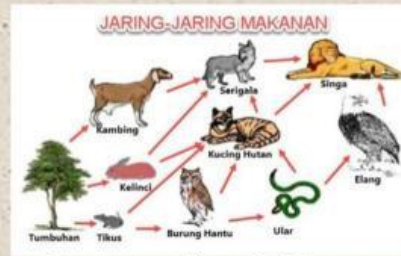 JARING-JARING MAKANAN
Serigala
Singa
Kambing
Kucing Hutan
Kelinci
Elang
Tumbuhan
Tikus
Burung Hantu
Ular